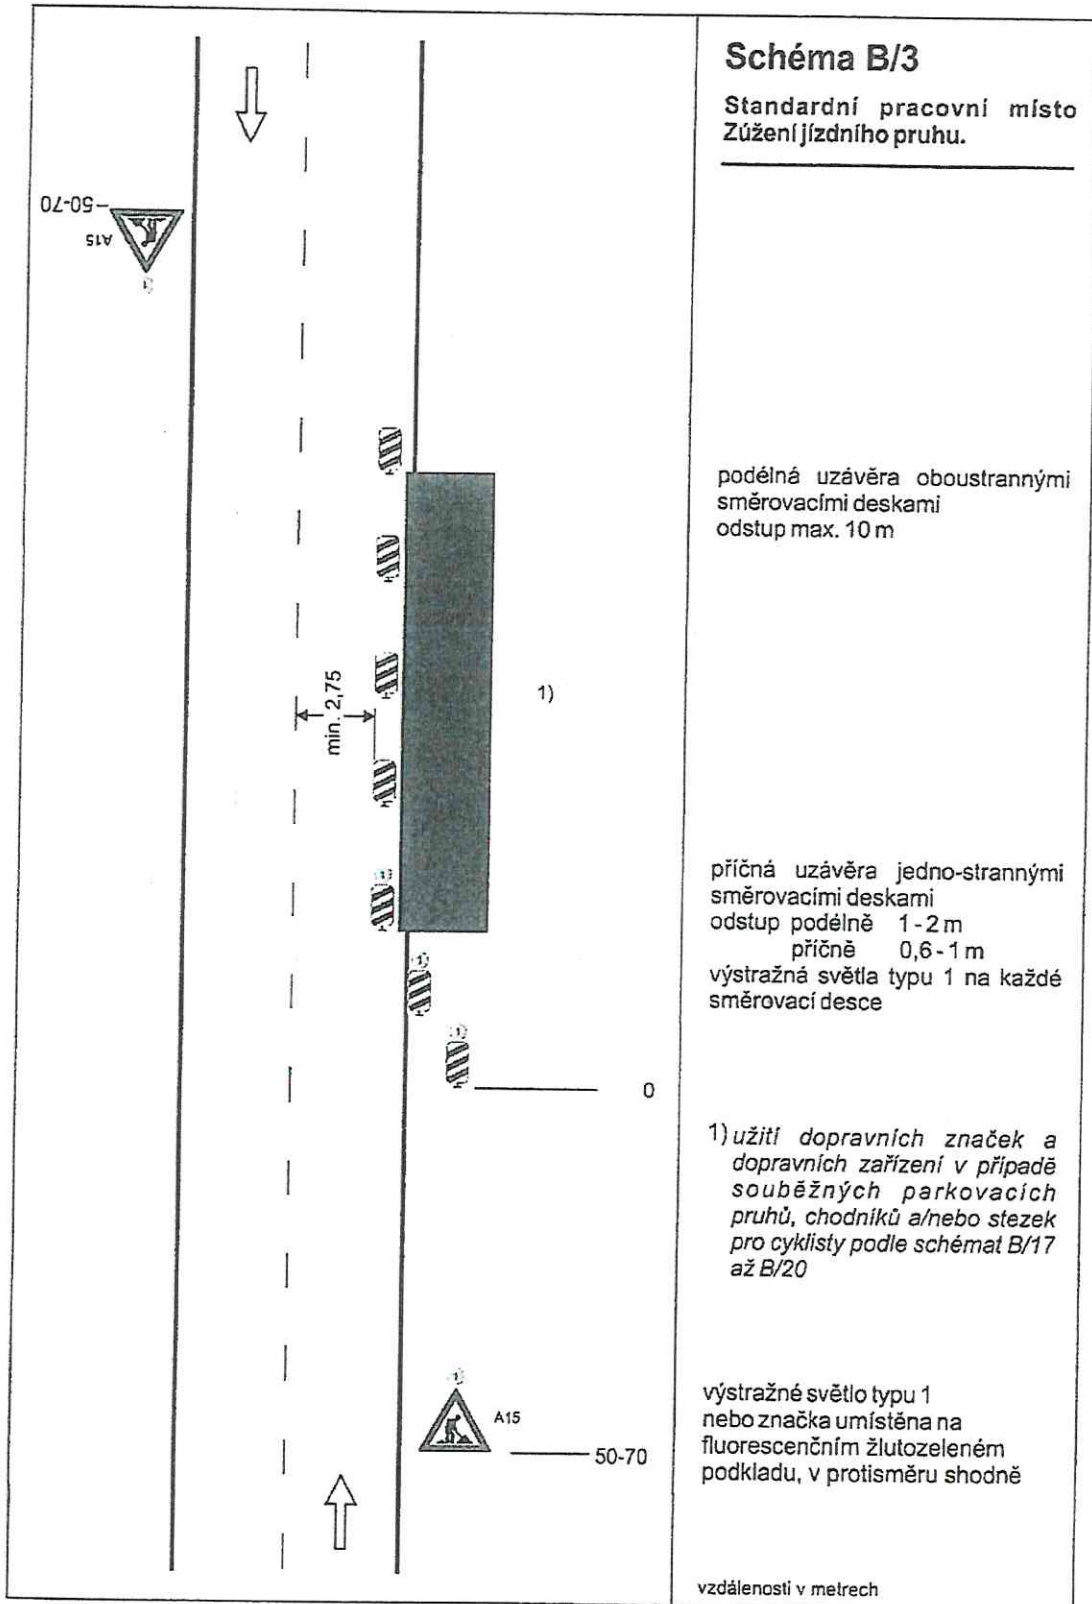 Schéma B/3
Standardní pracovní místo
Zúžení jízdního pruhu.
50-70
A15
1)
podélná uzávěra oboustrannými
směrovacími deskami
odstup max. 10 m
min. 2,75
1)
příčná uzávěra jedno-strannými
směrovacími deskami
odstup podélně 1-2 m
příčně 0,6-1 m
výstražná světla typu 1 na každé
směrovací desce
0
1) užití dopravních značek a
dopravních zařízení v případě
souběžných parkovacích
pruhů, chodníků a/nebo stezek
pro cyklisty podle schémat B/17
až B/20
A15
50-70
výstražné světlo typu 1
nebo značka umístěna na
fluorescenčním žlutozeleném
podkladu, v protisměru shodně
vzdálenosti v metrech